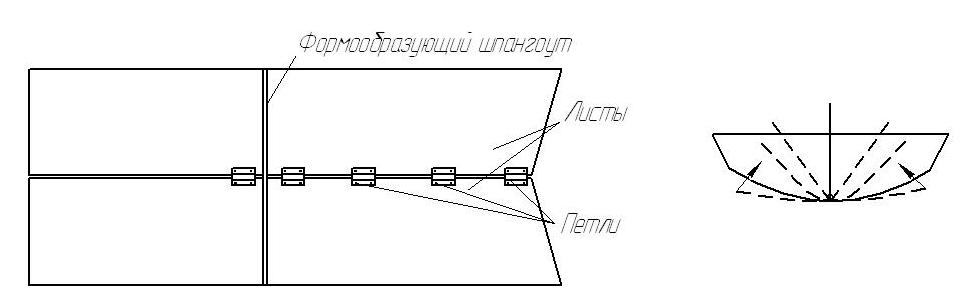 Формообразующий шпангоут
Листы
Петли